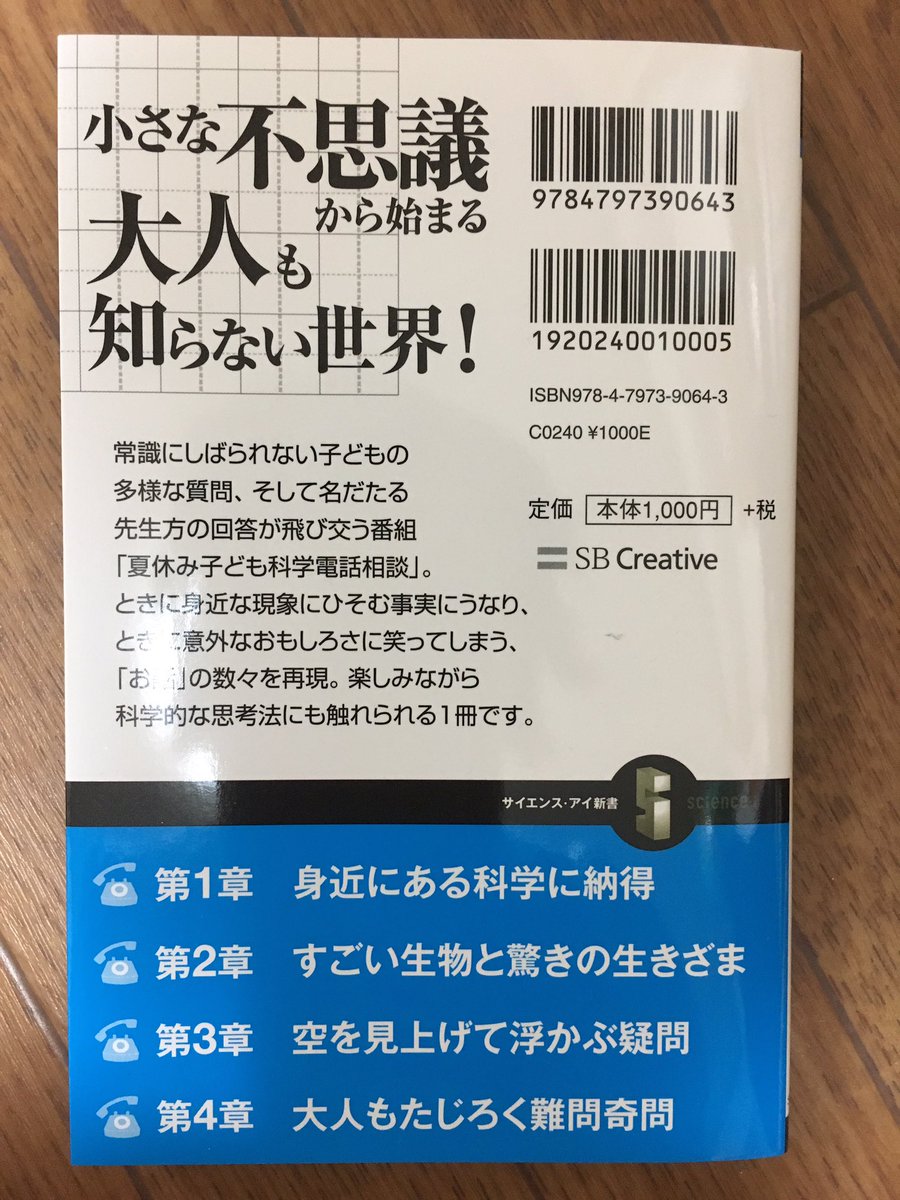 小さな不思議
から始まる
大人も
知らない世界!
9784797390643
1920240010005
ISBN978-4-7973-9064-3
C0240 ¥1000E
定価 本体1,000円 +税
SB Creative
常識にしばられない子どもの
多様な質問、そして名だたる
先生方の回答が飛び交う番組
「夏休み子ども科学電話相談」。
ときに身近な現象にひそむ事実にうなり、
ときに意外なおもしろさに笑ってしまう、
「お話」の数々を再現。楽しみながら
科学的な思考法にも触れられる1冊です。
サイエンス・アイ新書
science
第1章 身近にある科学に納得
第2章 すごい生物と驚きの生きざま
第3章 空を見上げて浮かぶ疑問
第4章 大人もたじろく難問奇問